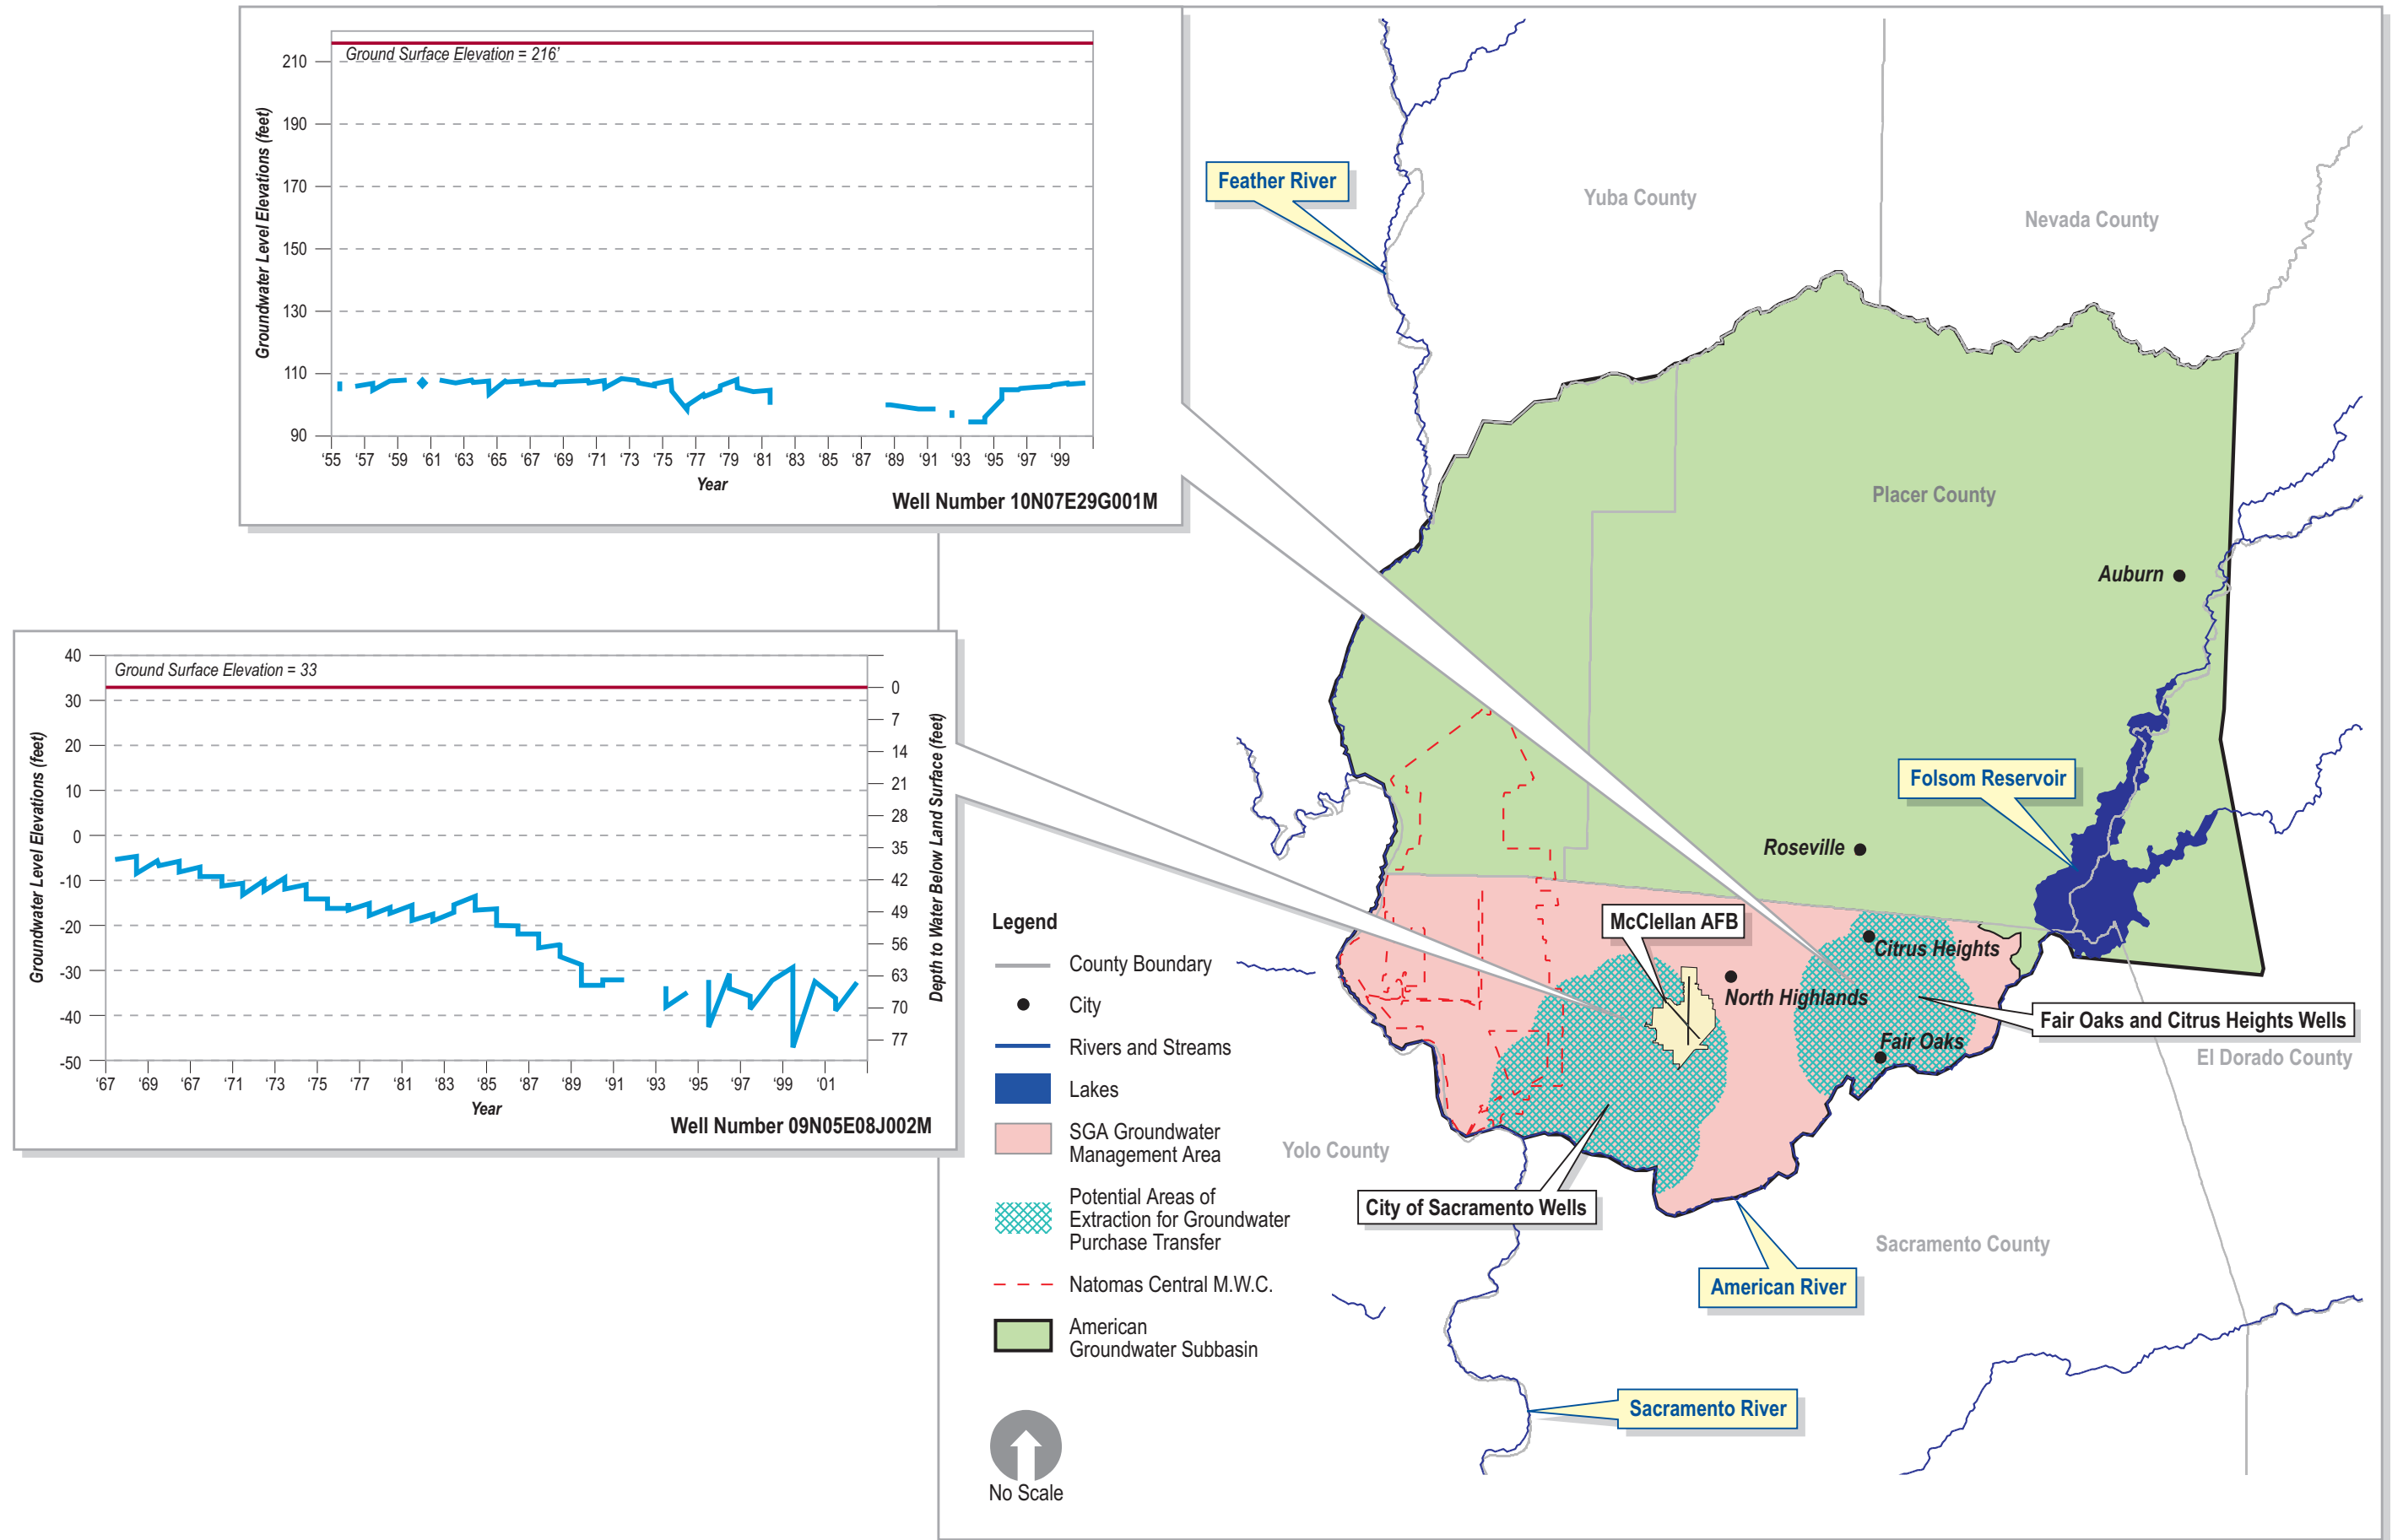 Ground Surface Elevation = 216’
210
190
170
150
130
110
90
Groundwater Level Elevations (feet)
‘55 ‘57 ‘59 ‘61 ‘63 ‘65 ‘67 ‘69 ‘71 ‘73 ‘75 ‘77 ‘79 ‘81 ‘83 ‘85 ‘87 ‘89 ‘91 ‘93 ‘95 ‘97 ‘99
Year
Well Number 10N07E29G001M
Ground Surface Elevation = 33
40
30
20
10
0
-10
-20
-30
-40
-50
Groundwater Level Elevations (feet)
0
7
14
21
28
35
42
49
56
63
70
77
Depth to Water Below Land Surface (feet)
‘67 ‘69 ‘67 ‘71 ‘73 ‘75 ‘77 ‘81 ‘83 ‘85 ‘87 ‘89 ‘91 ‘93 ‘95 ‘97 ‘99 ‘01
Year
Well Number 09N05E08J002M
Feather River
Yuba County
Nevada County
Placer County
Auburn
Folsom Reservoir
Roseville
McClellan AFB
Citrus Heights
North Highlands
Fair Oaks and Citrus Heights Wells
Fair Oaks
El Dorado County
Yolo County
City of Sacramento Wells
Sacramento County
American River
Sacramento River
Legend
County Boundary
City
Rivers and Streams
Lakes
SGA Groundwater
Management Area
Potential Areas of
Extraction for Groundwater
Purchase Transfer
Natomas Central M.W.C.
American
Groundwater Subbasin
No Scale